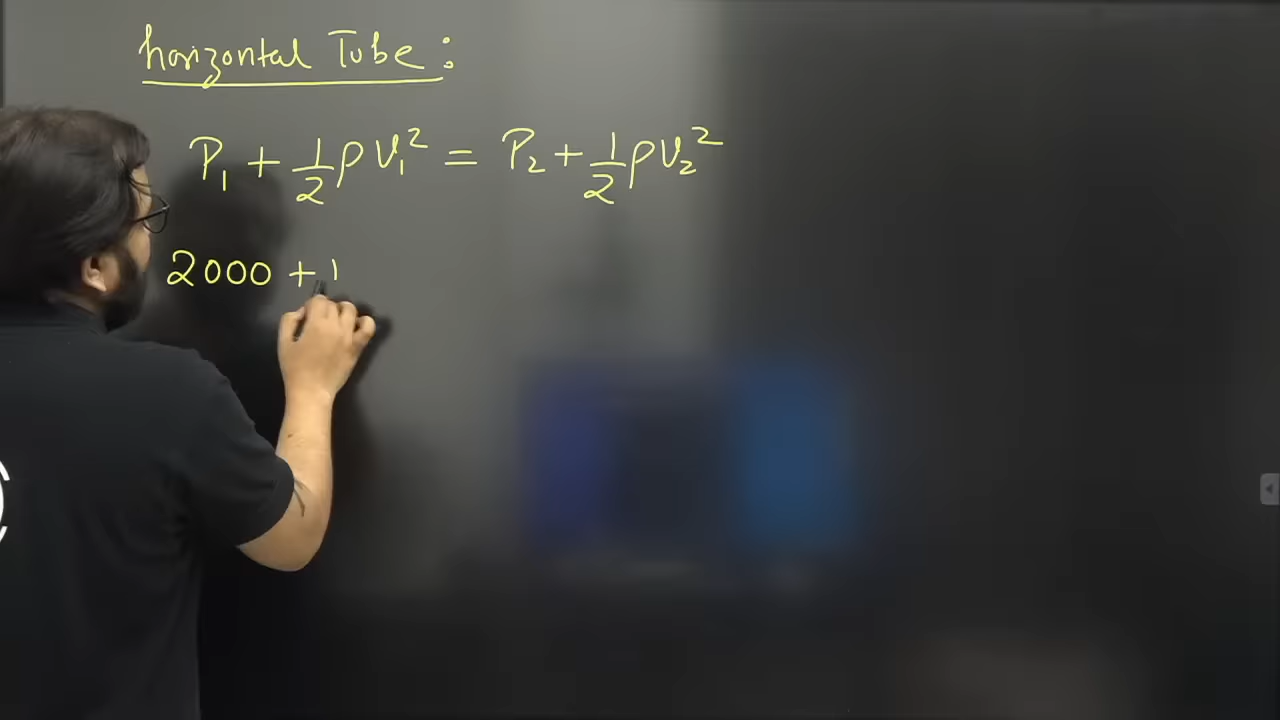 horizontal Tube :
P₁ + 1/2 ρ V₁² = P₂ + 1/2 ρ V₂²
2000 + 1